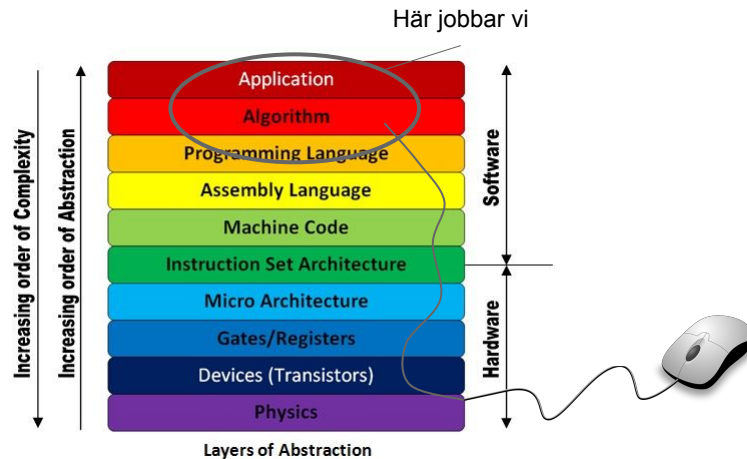 Här jobbar vi
Increasing order of Complexity
Increasing order of Abstraction
Application
Algorithm
Programming Language
Assembly Language
Machine Code
Instruction Set Architecture
Micro Architecture
Gates/Registers
Devices (Transistors)
Physics
Software
Hardware
Layers of Abstraction